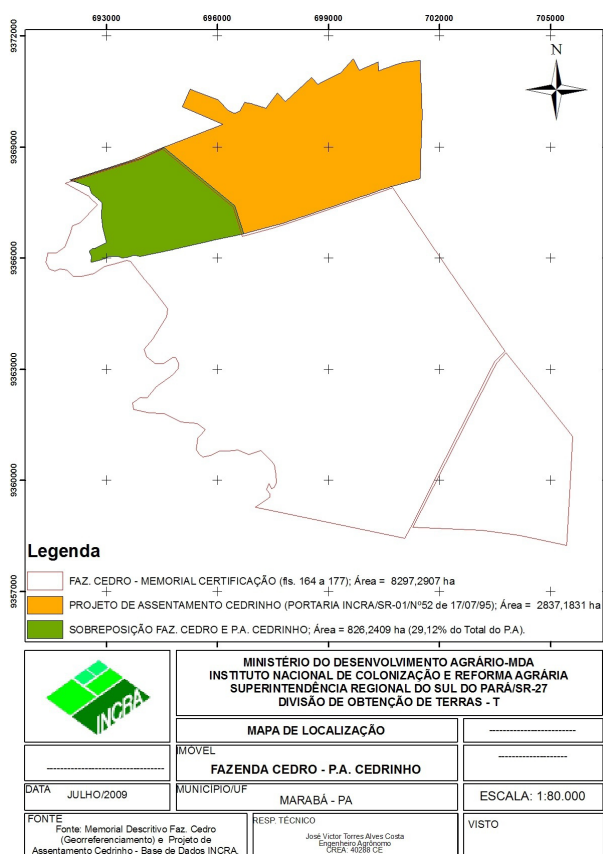 693000 696000 699000 702000 705000
9372000
N
9369000
9366000
9363000
9360000
9357000
Legenda
FAZ. CEDRO - MEMORIAL CERTIFICAÇÃO (fls. 164 a 177); Área = 8297,2907 ha
PROJETO DE ASSENTAMENTO CEDRINHO (PORTARIA INCRA/SR-01/Nº52 de 17/07/95); Área = 2837,1831 ha
SOBREPOSIÇÃO FAZ. CEDRO E P.A. CEDRINHO; Área = 826,2409 ha (29,12% do Total do P.A).
INCRA
MINISTÉRIO DO DESENVOLVIMENTO AGRÁRIO-MDA
INSTITUTO NACIONAL DE COLONIZAÇÃO E REFORMA AGRÁRIA
SUPERINTENDÊNCIA REGIONAL DO SUL DO PARÁ/SR-27
DIVISÃO DE OBTENÇÃO DE TERRAS - T
MAPA DE LOCALIZAÇÃO
IMÓVEL
FAZENDA CEDRO - P.A. CEDRINHO
DATA
JULHO/2009
MUNICÍPIO/UF
MARABÁ - PA
ESCALA: 1:80.000
FONTE
Fonte: Memorial Descritivo Faz. Cedro
(Georreferenciamento) e Projeto de
Assentamento Cedrinho - Base de Dados INCRA.
RESP. TÉCNICO
José Victor Torres Alves Costa
Engenheiro Agrônomo
CREA: 40288 CE
VISTO